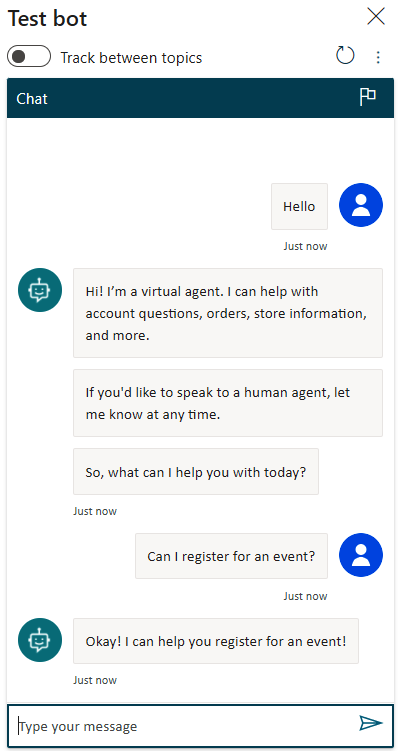 Test bot
Track between topics
Chat
Hello
Just now
Hi! I’m a virtual agent. I can help with
account questions, orders, store information,
and more.
If you'd like to speak to a human agent, let
me know at any time.
So, what can I help you with today?
Just now
Can I register for an event?
Just now
Okay! I can help you register for an event!
Just now
Type your message